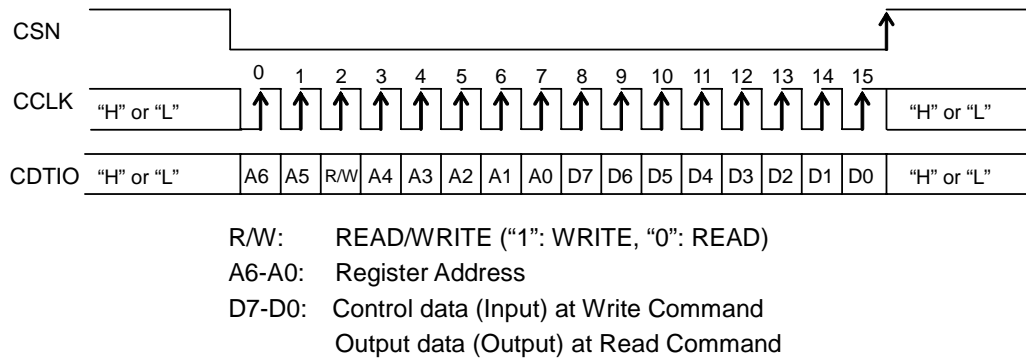 CSN
0 1 2 3 4 5 6 7 8 9 10 11 12 13 14 15
CCLK “H” or “L” “H” or “L”
CDTIO “H” or “L” A6 A5 R/W A4 A3 A2 A1 A0 D7 D6 D5 D4 D3 D2 D1 D0 “H” or “L”
R/W: READ/WRITE (“1”: WRITE, “0”: READ)
A6-A0: Register Address
D7-D0: Control data (Input) at Write Command
Output data (Output) at Read Command